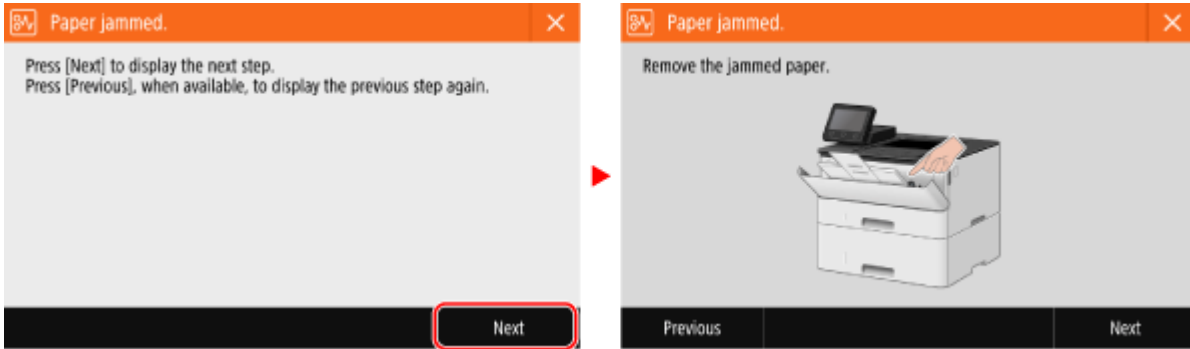 Paper jammed.
Press [Next] to display the next step.
Press [Previous], when available, to display the previous step again.
Next
Paper jammed.
Remove the jammed paper.
Previous
Next